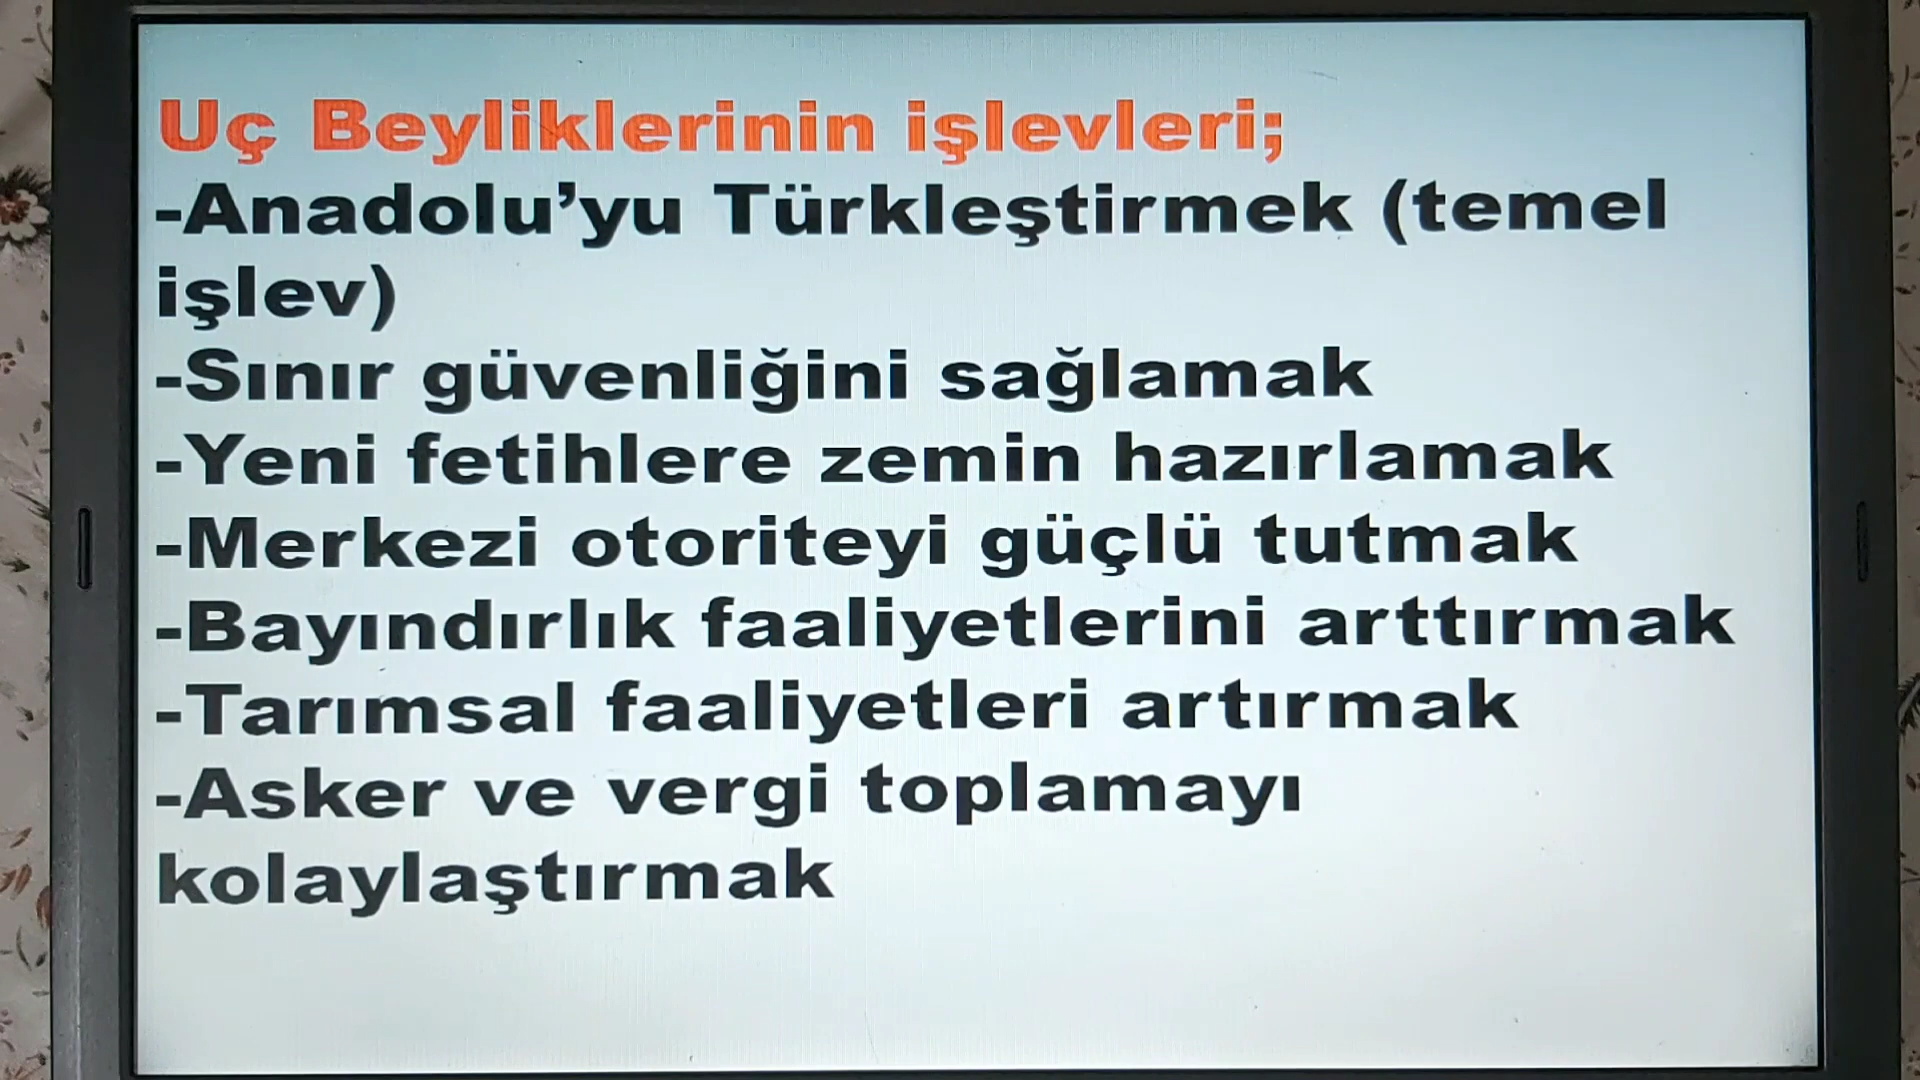 Uç Beyliklerinin işlevleri;
-Anadolu’yu Türkleştirmek (temel
işlev)
-Sınır güvenliğini sağlamak
-Yeni fetihlere zemin hazırlamak
-Merkezi otoriteyi güçlü tutmak
-Bayındırlık faaliyetlerini arttırmak
-Tarımsal faaliyetleri artırmak
-Asker ve vergi toplamayı
kolaylaştırmak